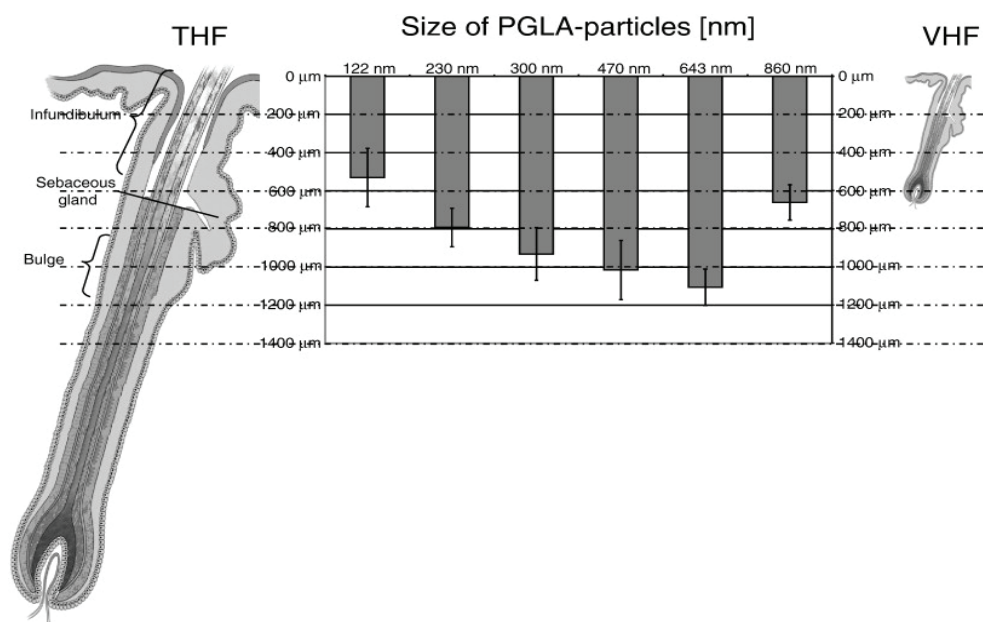 THF
Size of PGLA-particles [nm]
VHF
122 nm 230 nm 300 nm 470 nm 643 nm 860 nm
0 μm 0 μm
Infundibulum 200 μm 200 μm
400 μm 400 μm
Sebaceous
gland
600 μm 600 μm
800 μm 800 μm
Bulge
1000 μm 1000 μm
1200 μm 1200 μm
1400 μm 1400 μm